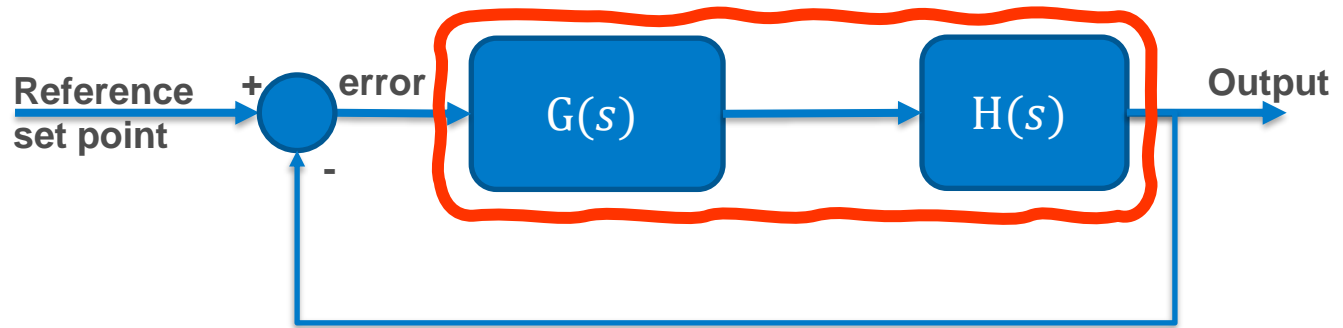 Reference
set point
+
-
error
G(s)
H(s)
Output